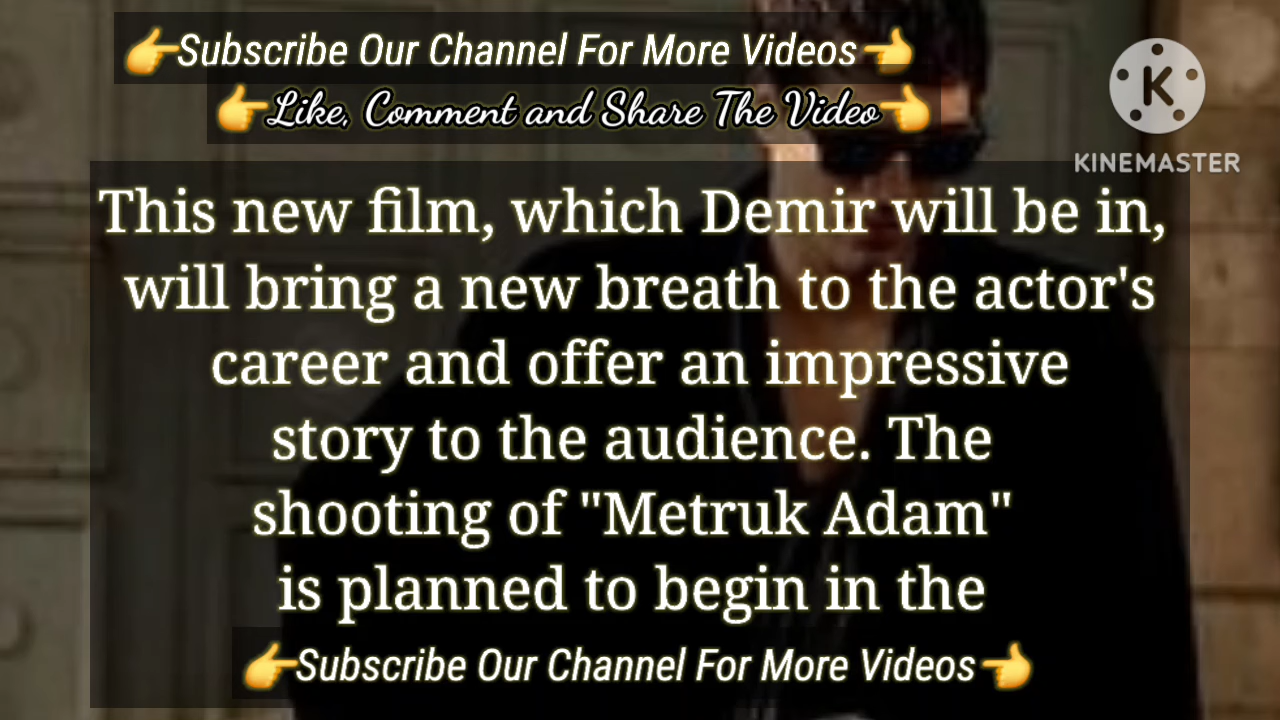 👉Subscribe Our Channel For More Videos👈
👉Like, Comment and Share The Video👈
K
KINEMASTER
This new film, which Demir will be in,
will bring a new breath to the actor's
career and offer an impressive
story to the audience. The
shooting of "Metruk Adam"
is planned to begin in the
👉Subscribe Our Channel For More Videos👈